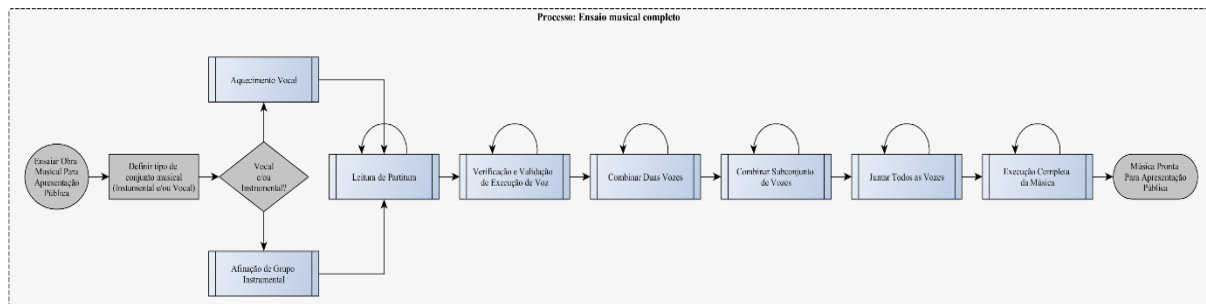 Processo: Ensaio musical completo
Aquecimento Vocal
Ensaiar Obra
Musical Para
Apresentação
Pública
Definir tipo de
conjunto musical
(Instumental e/ou Vocal)
Vocal
e/ou
Instrumental?
Leitura de Partitura
Verificação e Validação
de Execução de Voz
Combinar Duas Vozes
Combinar Subconjunto
de Vozes
Juntar Todos as Vozes
Execução Completa
da Música
Música Pronta
Para Apresentação
Pública
Afinação de Grupo
Instrumental